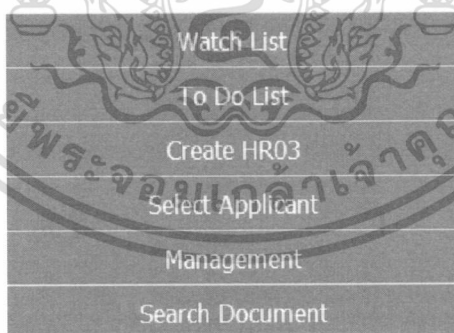 Watch List
To Do List
Create HR03
Select Applicant
Management
Search Document